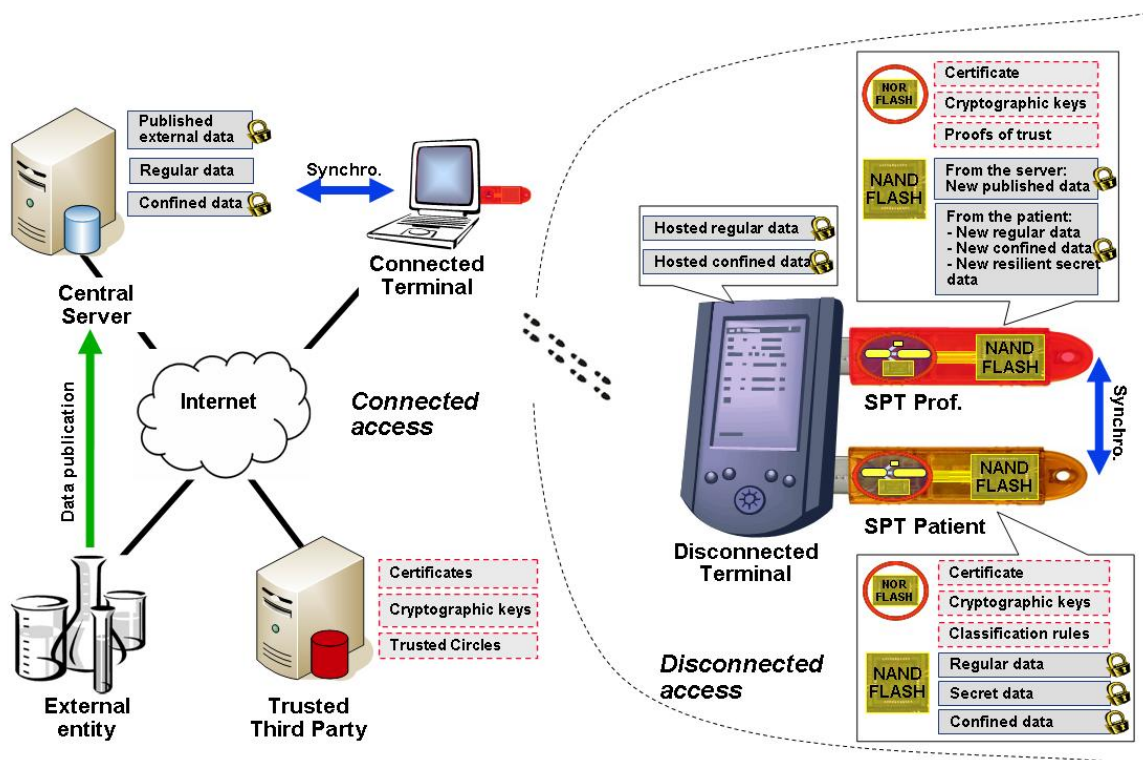 Published
external data
Regular data
Confined data
Central
Server
Synchro.
Connected
Terminal
Internet
Connected
access
Data publication
External
entity
Certificates
Cryptographic keys
Trusted Circles
Trusted
Third Party
NOR
FLASH
Certificate
Cryptographic keys
Proofs of trust
NAND
FLASH
From the server:
New published data
From the patient:
- New regular data
- New confined data
- New resilient secret
data
Hosted regular data
Hosted confined data
NAND
FLASH
SPT Prof.
Synchro.
NAND
FLASH
SPT Patient
Disconnected
Terminal
Disconnected
access
NOR
FLASH
Certificate
Cryptographic keys
Classification rules
NAND
FLASH
Regular data
Secret data
Confined data